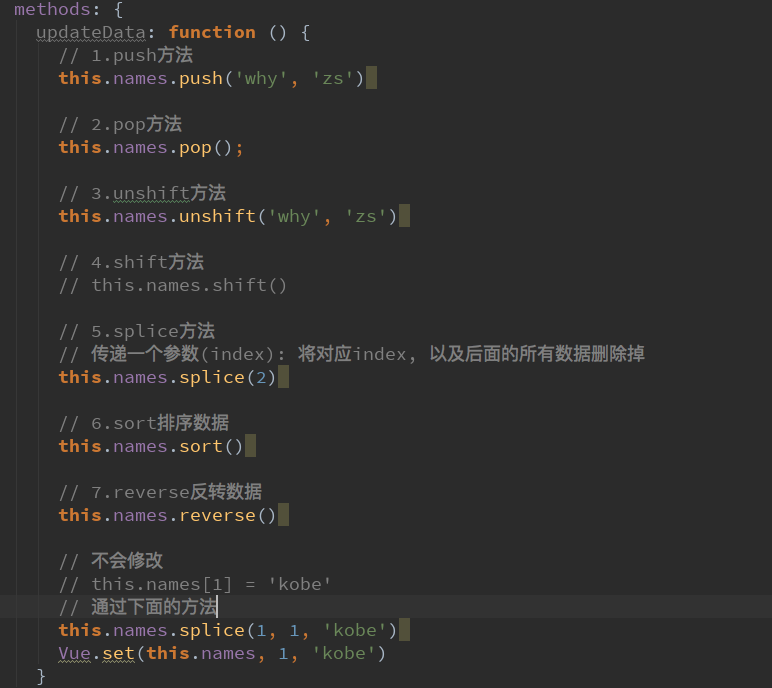 methods: {
updateData: function () {
// 1.push方法
this.names.push('why', 'zs')
// 2.pop方法
this.names.pop();
// 3.unshift方法
this.names.unshift('why', 'zs')
// 4.shift方法
// this.names.shift()
// 5.splice方法
// 传递一个参数(index): 将对应index, 以及后面的所有数据删除掉
this.names.splice(2)
// 6.sort排序数据
this.names.sort()
// 7.reverse反转数据
this.names.reverse()
// 不会修改
// this.names[1] = 'kobe'
// 通过下面的方法
this.names.splice(1, 1, 'kobe')
Vue.set(this.names, 1, 'kobe')
}